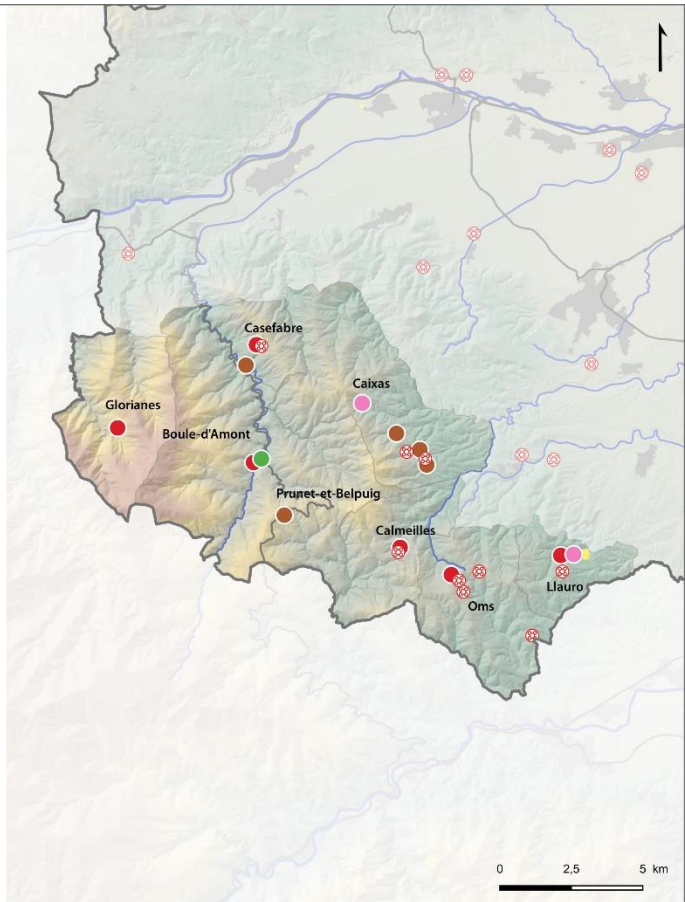 Casefabre
Caixas
Glorianes
Boule-d'Amont
Prunet-et-Belpuig
Calmeilles
Llauro
Oms
0 2,5 5 km